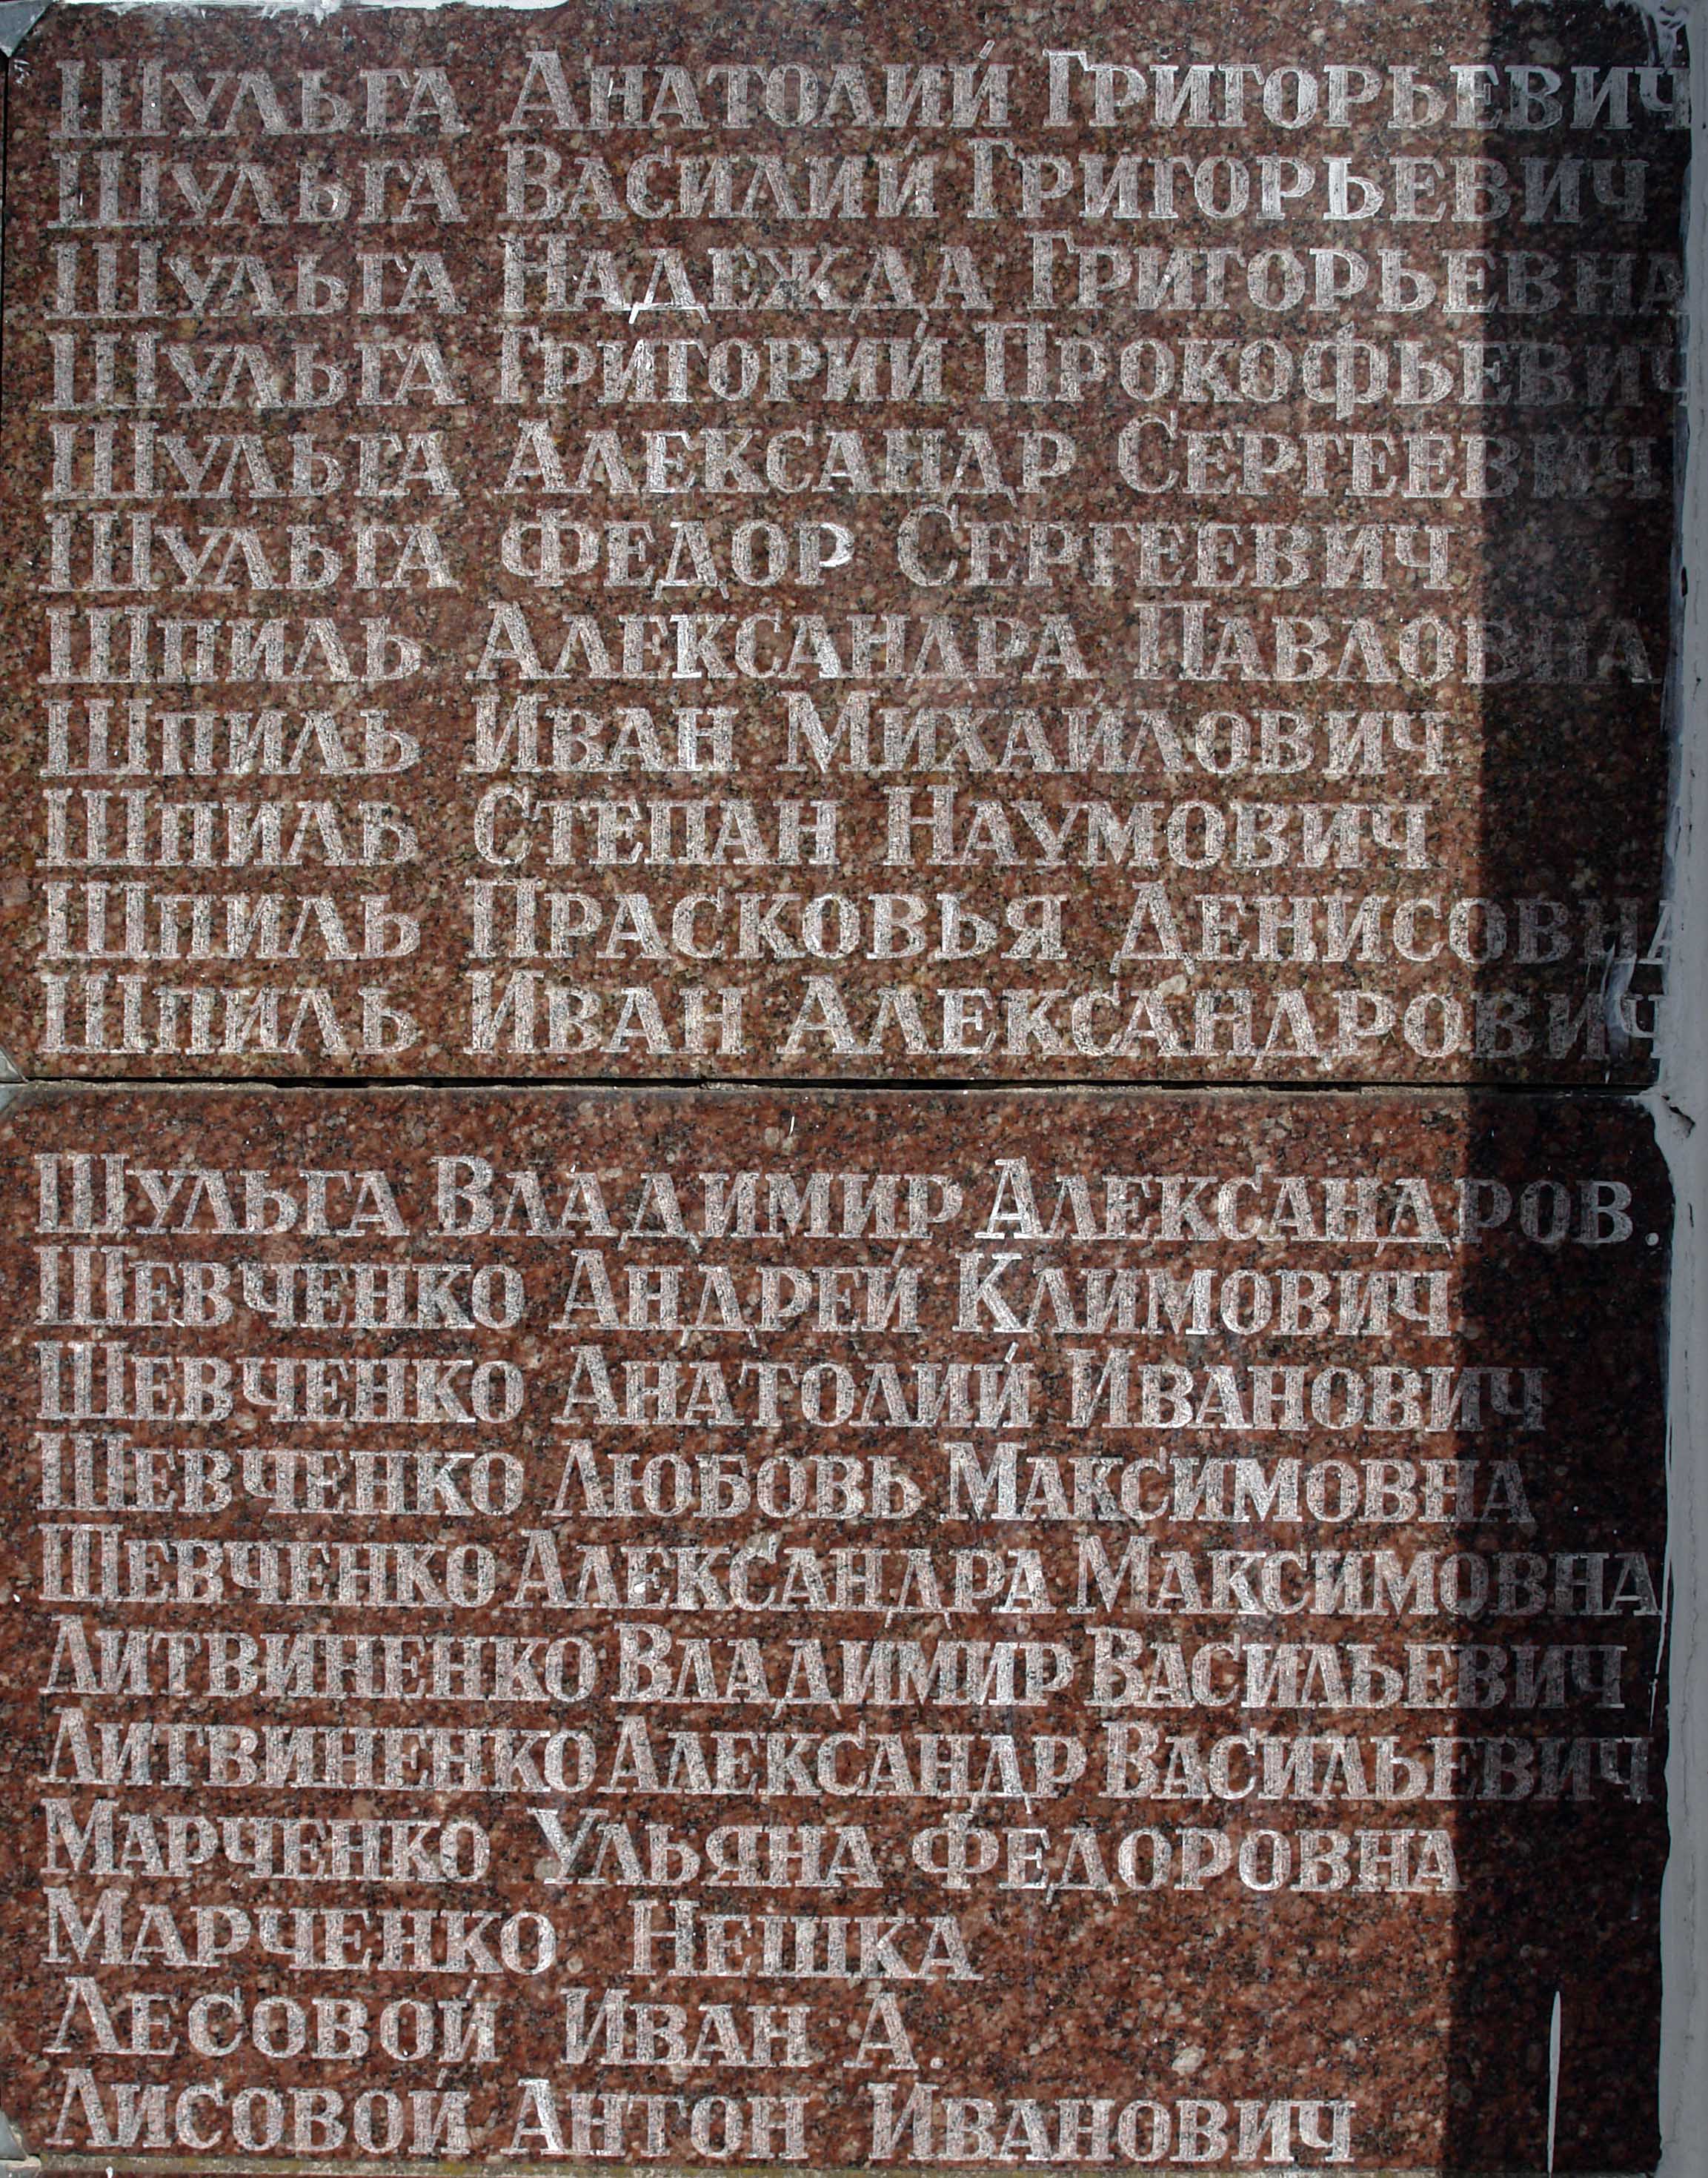 Шульга Анатолий Григорьевич
Шульга Василий Григорьевич
Шульга Надежда Григорьевна
Шульга Григорий Прокофьевич
Шульга Александр Сергеевич
Шульга Федор Сергеевич
Шпиль Александра Павловна
Шпиль Иван Михайлович
Шпиль Степан Наумович
Шпиль Прасковья Денисовна
Шпиль Иван Александрович
Шульга Владимир Александров.
Шевченко Андрей Климович
Шевченко Анатолий Иванович
Шевченко Любовь Максимовна
Шевченко Александра Максимовна
Литвиненко Владимир Васильевич
Литвиненко Александр Васильевич
Марченко Ульяна Федоровна
Марченко Нешка
Лесовой Иван А.
Лисовой Антон Иванович